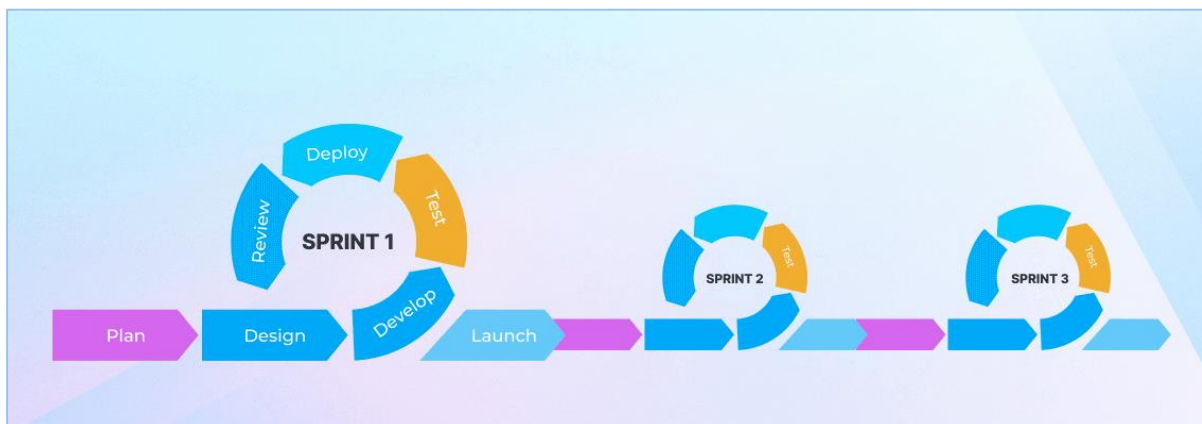 Deploy
Test
Review
SPRINT 1
Develop
Plan
Design
Launch
Test
SPRINT 2
Test
SPRINT 3